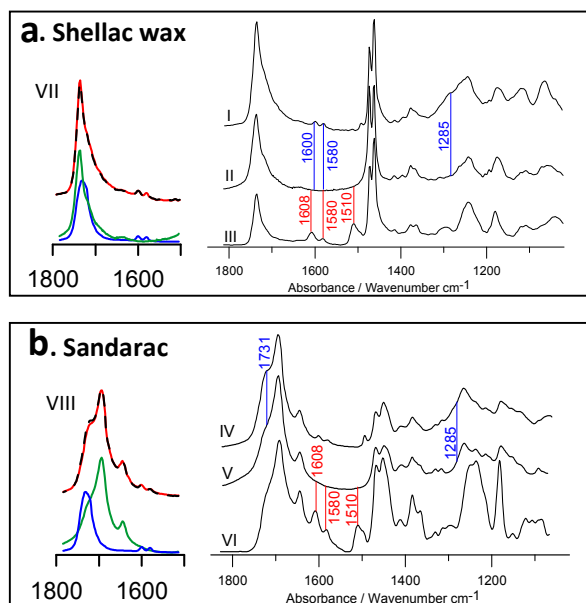 a. Shellac wax
VII
I
1600
1580
1285
II
1608
1580
1510
III
1800 1600
1800 1600 1400 1200
Absorbance / Wavenumber cm-1
b. Sandarac
VIII
1731
IV
1285
V
1608
1580
1510
VI
1800 1600
1800 1600 1400 1200
Absorbance / Wavenumber cm-1